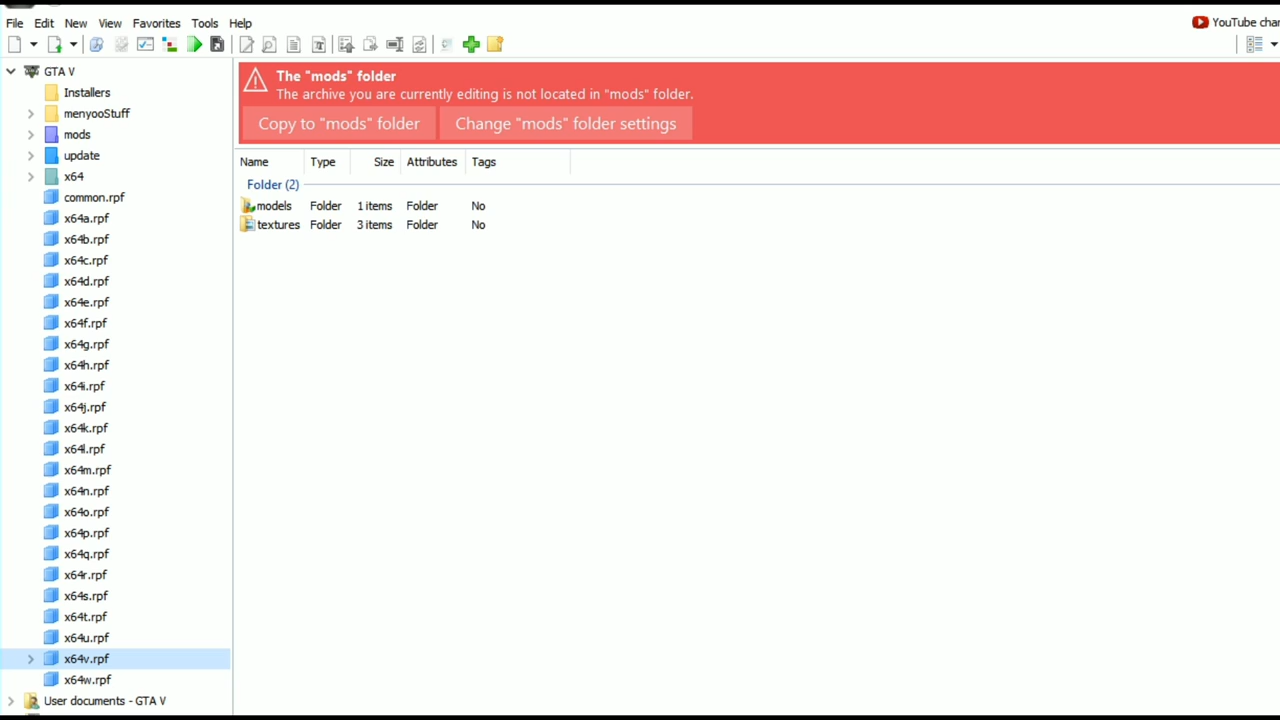 File Edit New View Favorites Tools Help
YouTube chan
GTA V
Installers
menyooStuff
mods
update
x64
common.rpf
x64a.rpf
x64b.rpf
x64c.rpf
x64d.rpf
x64e.rpf
x64f.rpf
x64g.rpf
x64h.rpf
x64i.rpf
x64j.rpf
x64k.rpf
x64l.rpf
x64m.rpf
x64n.rpf
x64o.rpf
x64p.rpf
x64q.rpf
x64r.rpf
x64s.rpf
x64t.rpf
x64u.rpf
x64v.rpf
x64w.rpf
User documents - GTA V
The "mods" folder
The archive you are currently editing is not located in "mods" folder.
Copy to "mods" folder Change "mods" folder settings
Name Type Size Attributes Tags
Folder (2)
models Folder 1 items Folder No
textures Folder 3 items Folder No